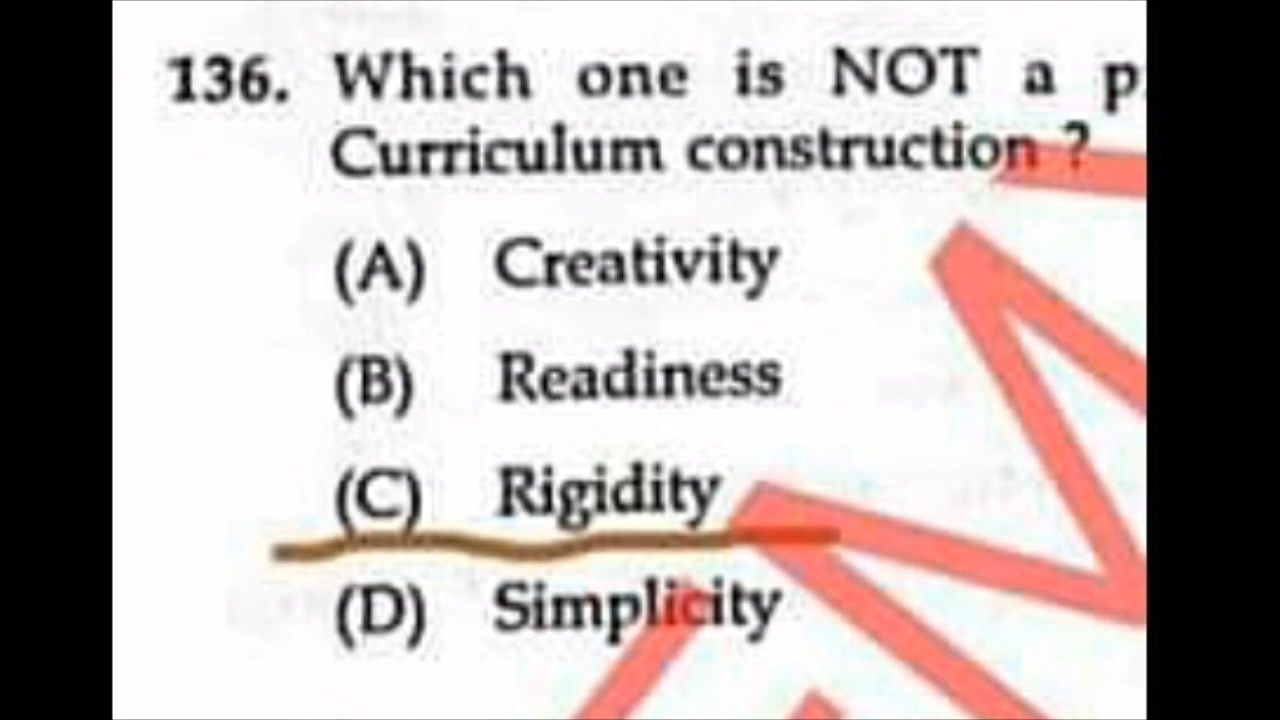 136. Which one is NOT a
Curriculum construction ?
(A) Creativity
(B) Readiness
(C) Rigidity
(D) Simplicity